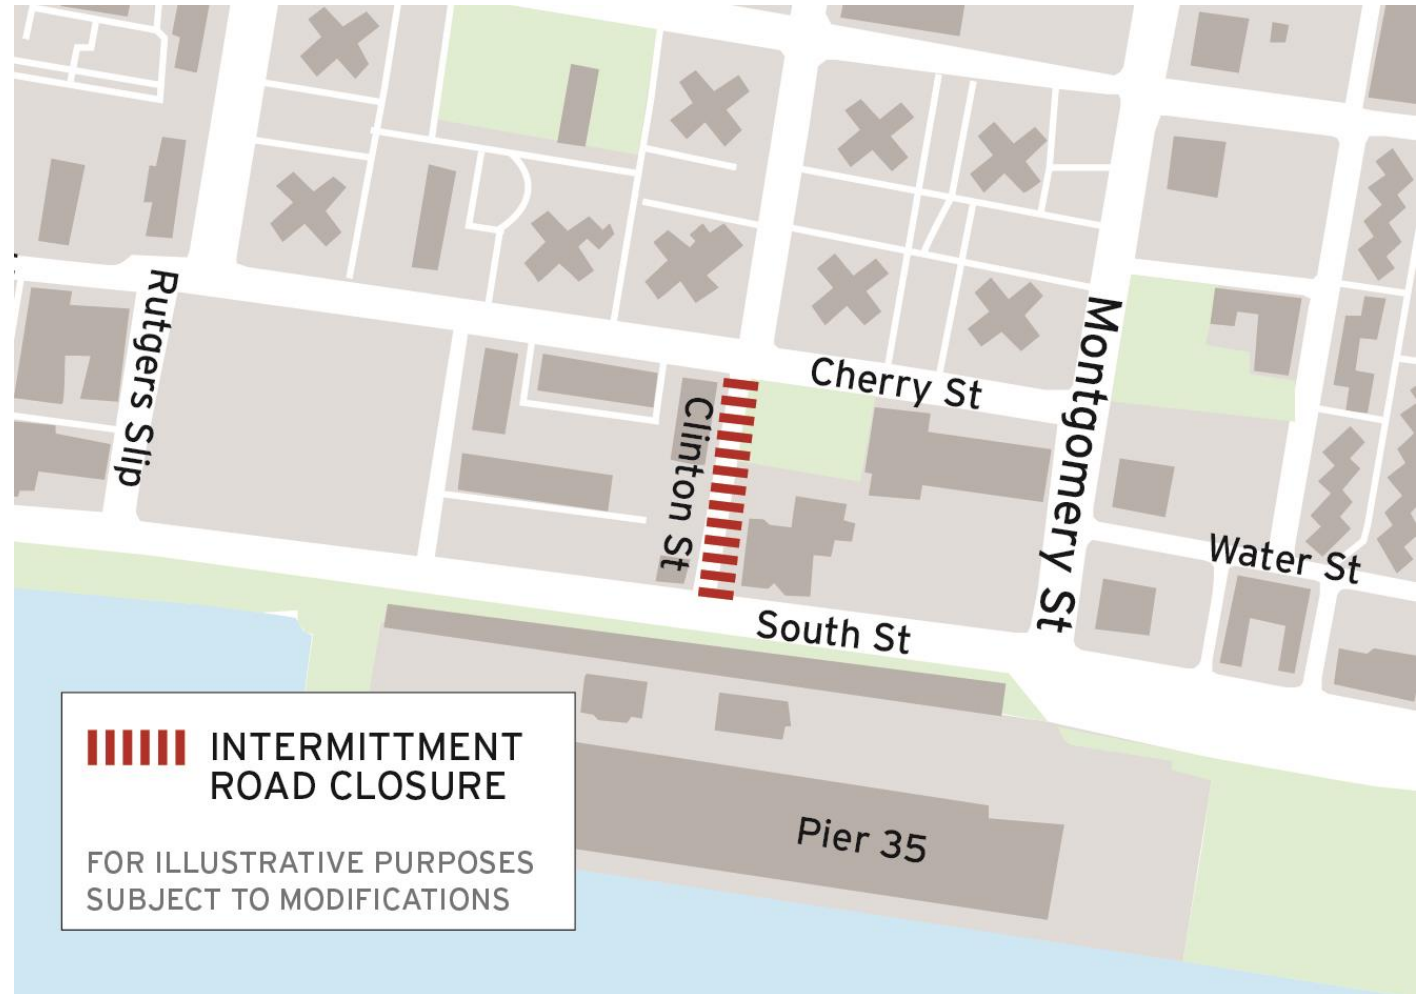 Rutgers Slip
Clinton St
Cherry St
Montgomery St
Water St
South St
Pier 35
INTERMITTMENT
ROAD CLOSURE
FOR ILLUSTRATIVE PURPOSES
SUBJECT TO MODIFICATIONS